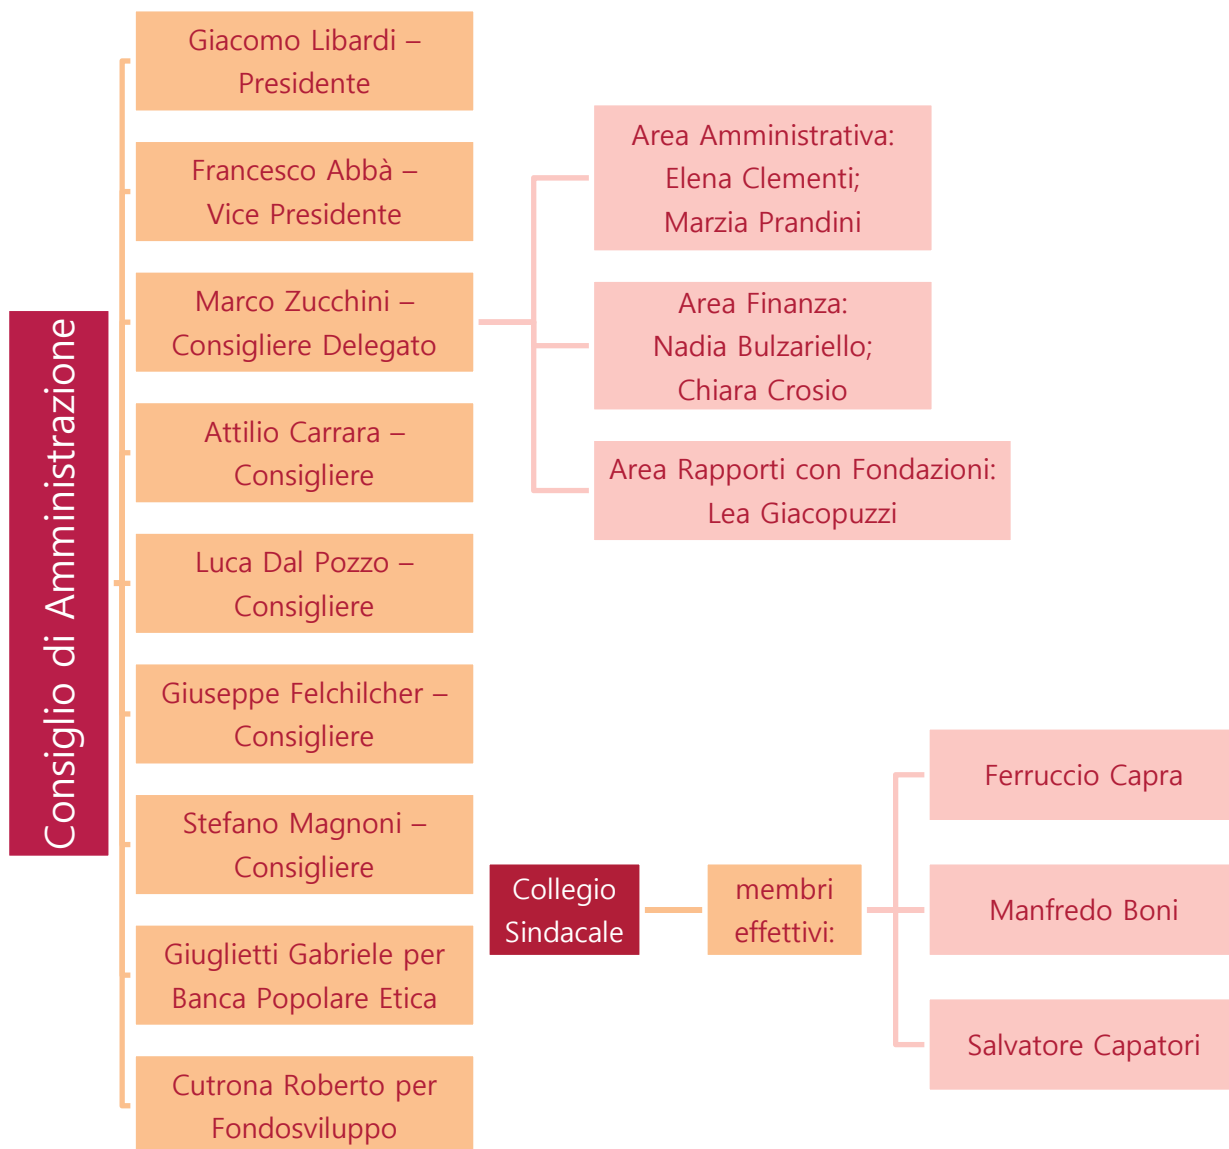 Consiglio di Amministrazione
Giacomo Libardi –
Presidente
Francesco Abbà –
Vice Presidente
Marco Zucchini –
Consigliere Delegato
Area Amministrativa:
Elena Clementi;
Marzia Prandini
Area Finanza:
Nadia Bulzariello;
Chiara Crosio
Area Rapporti con Fondazioni:
Lea Giacopuzzi
Attilio Carrara –
Consigliere
Luca Dal Pozzo –
Consigliere
Giuseppe Felchilcher –
Consigliere
Stefano Magnoni –
Consigliere
Giuglietti Gabriele per
Banca Popolare Etica
Cutrona Roberto per
Fondosviluppo
Collegio
Sindacale
membri
effettivi:
Ferruccio Capra
Manfredo Boni
Salvatore Capatori